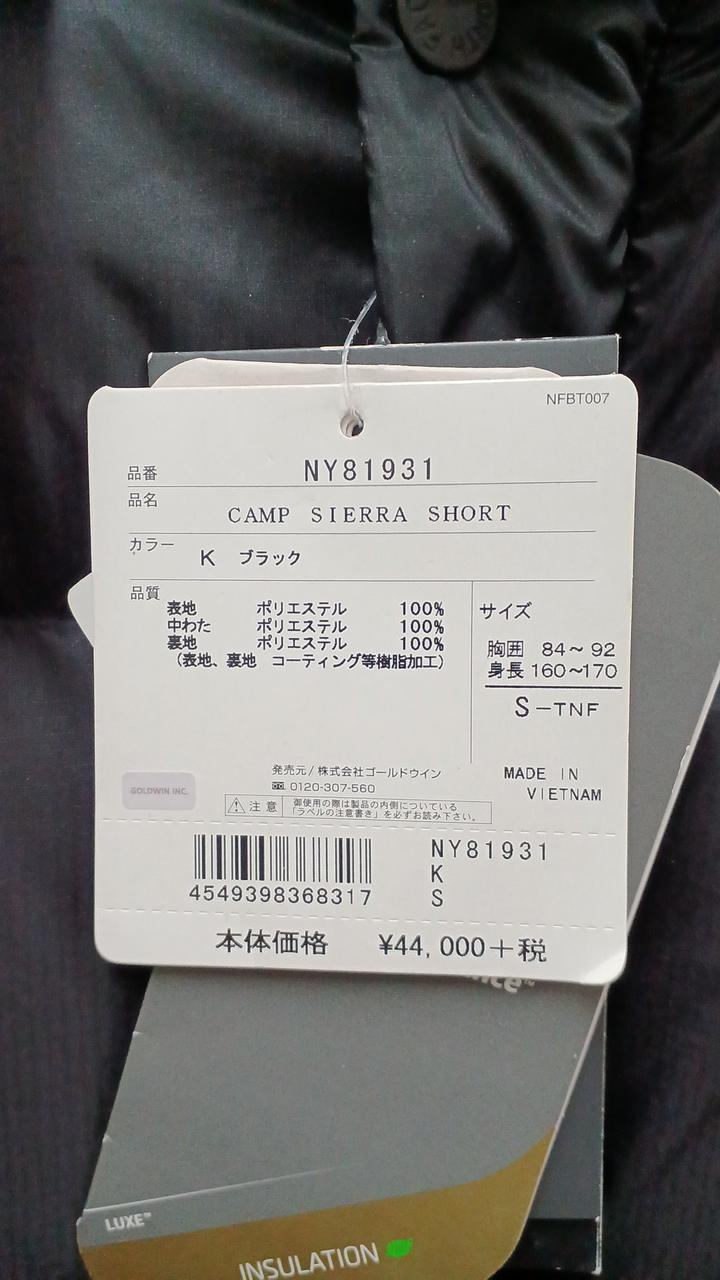 NFBT007
品番 NY81931
品名 CAMP SIERRA SHORT
カラー K ブラック
品質
表地 ポリエステル 100%
中わた ポリエステル 100%
裏地 ポリエステル 100%
(表地、裏地 コーティング等樹脂加工)
サイズ
胸囲 84～92
身長 160～170
S-TNF
発売元/株式会社ゴールドウイン
0120-307-560
GOLDWIN INC.
注意 御使用の際は製品の内側についている
「ラベルの注意書き」を必ずお読み下さい。
MADE IN
VIETNAM
4549398368317
NY81931
K
S
本体価格 ¥44,000+税
LUXE™
INSULATION